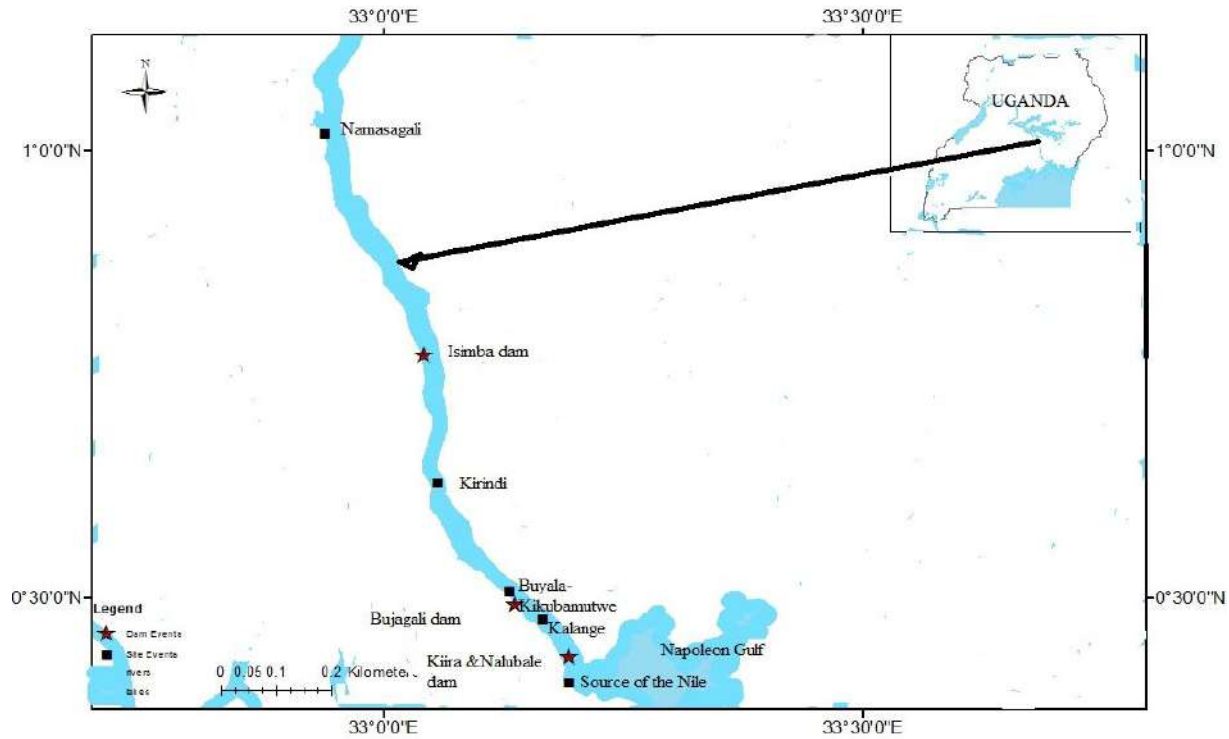 33°0'0"E
33°30'0"E
N
UGANDA
Namasagali
1°0'0"N
1°0'0"N
Isimba dam
Kirindi
Buyala-
Kikubamutwe
0°30'0"N
0°30'0"N
Legend
Bujagali dam
Kalange
Dam Events
Site Events
rivers
lakes
0 0.05 0.1 0.2 Kilometers
Kiira &Nalubale
dam
Napoleon Gulf
Source of the Nile
33°0'0"E
33°30'0"E